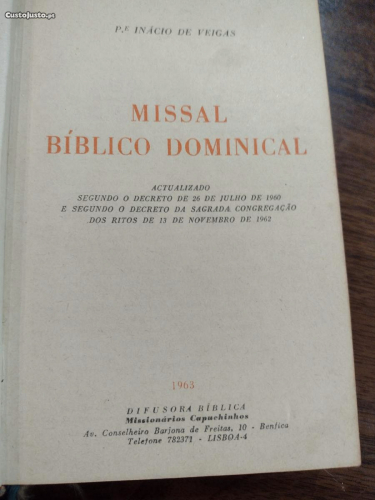 CustoJusto.pt
P.E INÁCIO DE VEIGAS
MISSAL
BÍBLICO DOMINICAL
ACTUALIZADO
SEGUNDO O DECRETO DE 26 DE JULHO DE 1960
E SEGUNDO O DECRETO DA SAGRADA CONGREGAÇÃO
DOS RITOS DE 13 DE NOVEMBRO DE 1962
1963
DIFUSORA BÍBLICA
Missionários Capuchinhos
Av. Conselheiro Barjona de Freitas, 10 - Benfica
Telefone 782371 - LISBOA-4